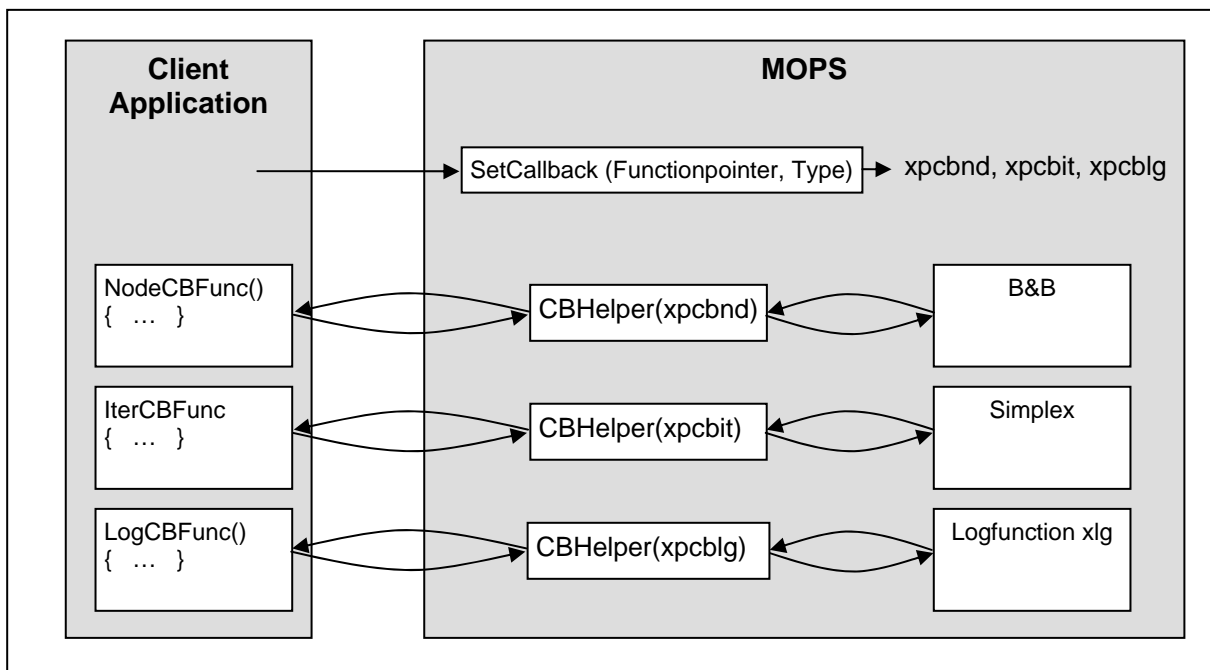 Client
Application
MOPS
SetCallback (Functionpointer, Type)
xpcbnd, xpcbit, xpcblg
NodeCBFunc()
{ … }
CBHelper(xpcbnd)
B&B
IterCBFunc
{ … }
CBHelper(xpcbit)
Simplex
LogCBFunc()
{ … }
CBHelper(xpcblg)
Logfunction xlg